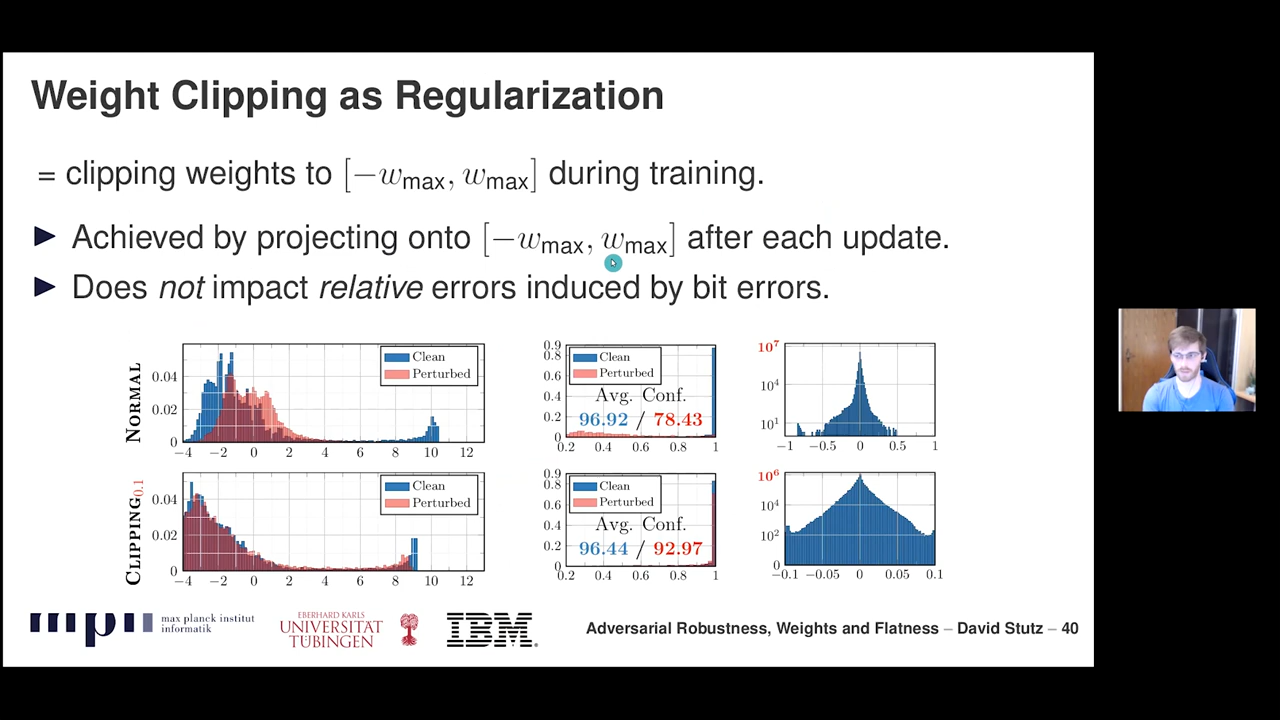 Weight Clipping as Regularization
= clipping weights to [−w_max, w_max] during training.
▶ Achieved by projecting onto [−w_max, w_max] after each update.
▶ Does not impact relative errors induced by bit errors.
NORMAL
0.04
0.02
0
−4 −2 0 2 4 6 8 10 12
Clean
Perturbed
0.9
0.8
0.6
0.4
0.2
0
0.2 0.4 0.6 0.8 1
Clean
Perturbed
Avg. Conf.
96.92 / 78.43
10^7
10^4
10^1
−1 −0.5 0 0.5 1
CLIPPING0.1
0.04
0.02
0
−4 −2 0 2 4 6 8 10 12
Clean
Perturbed
0.9
0.8
0.6
0.4
0.2
0
0.2 0.4 0.6 0.8 1
Clean
Perturbed
Avg. Conf.
96.44 / 92.97
10^6
10^4
10^2
0
−0.1 −0.05 0 0.05 0.1
max planck institut
informatik
EBERHARD KARLS
UNIVERSITÄT
TÜBINGEN
IBM
Adversarial Robustness, Weights and Flatness – David Stutz – 40